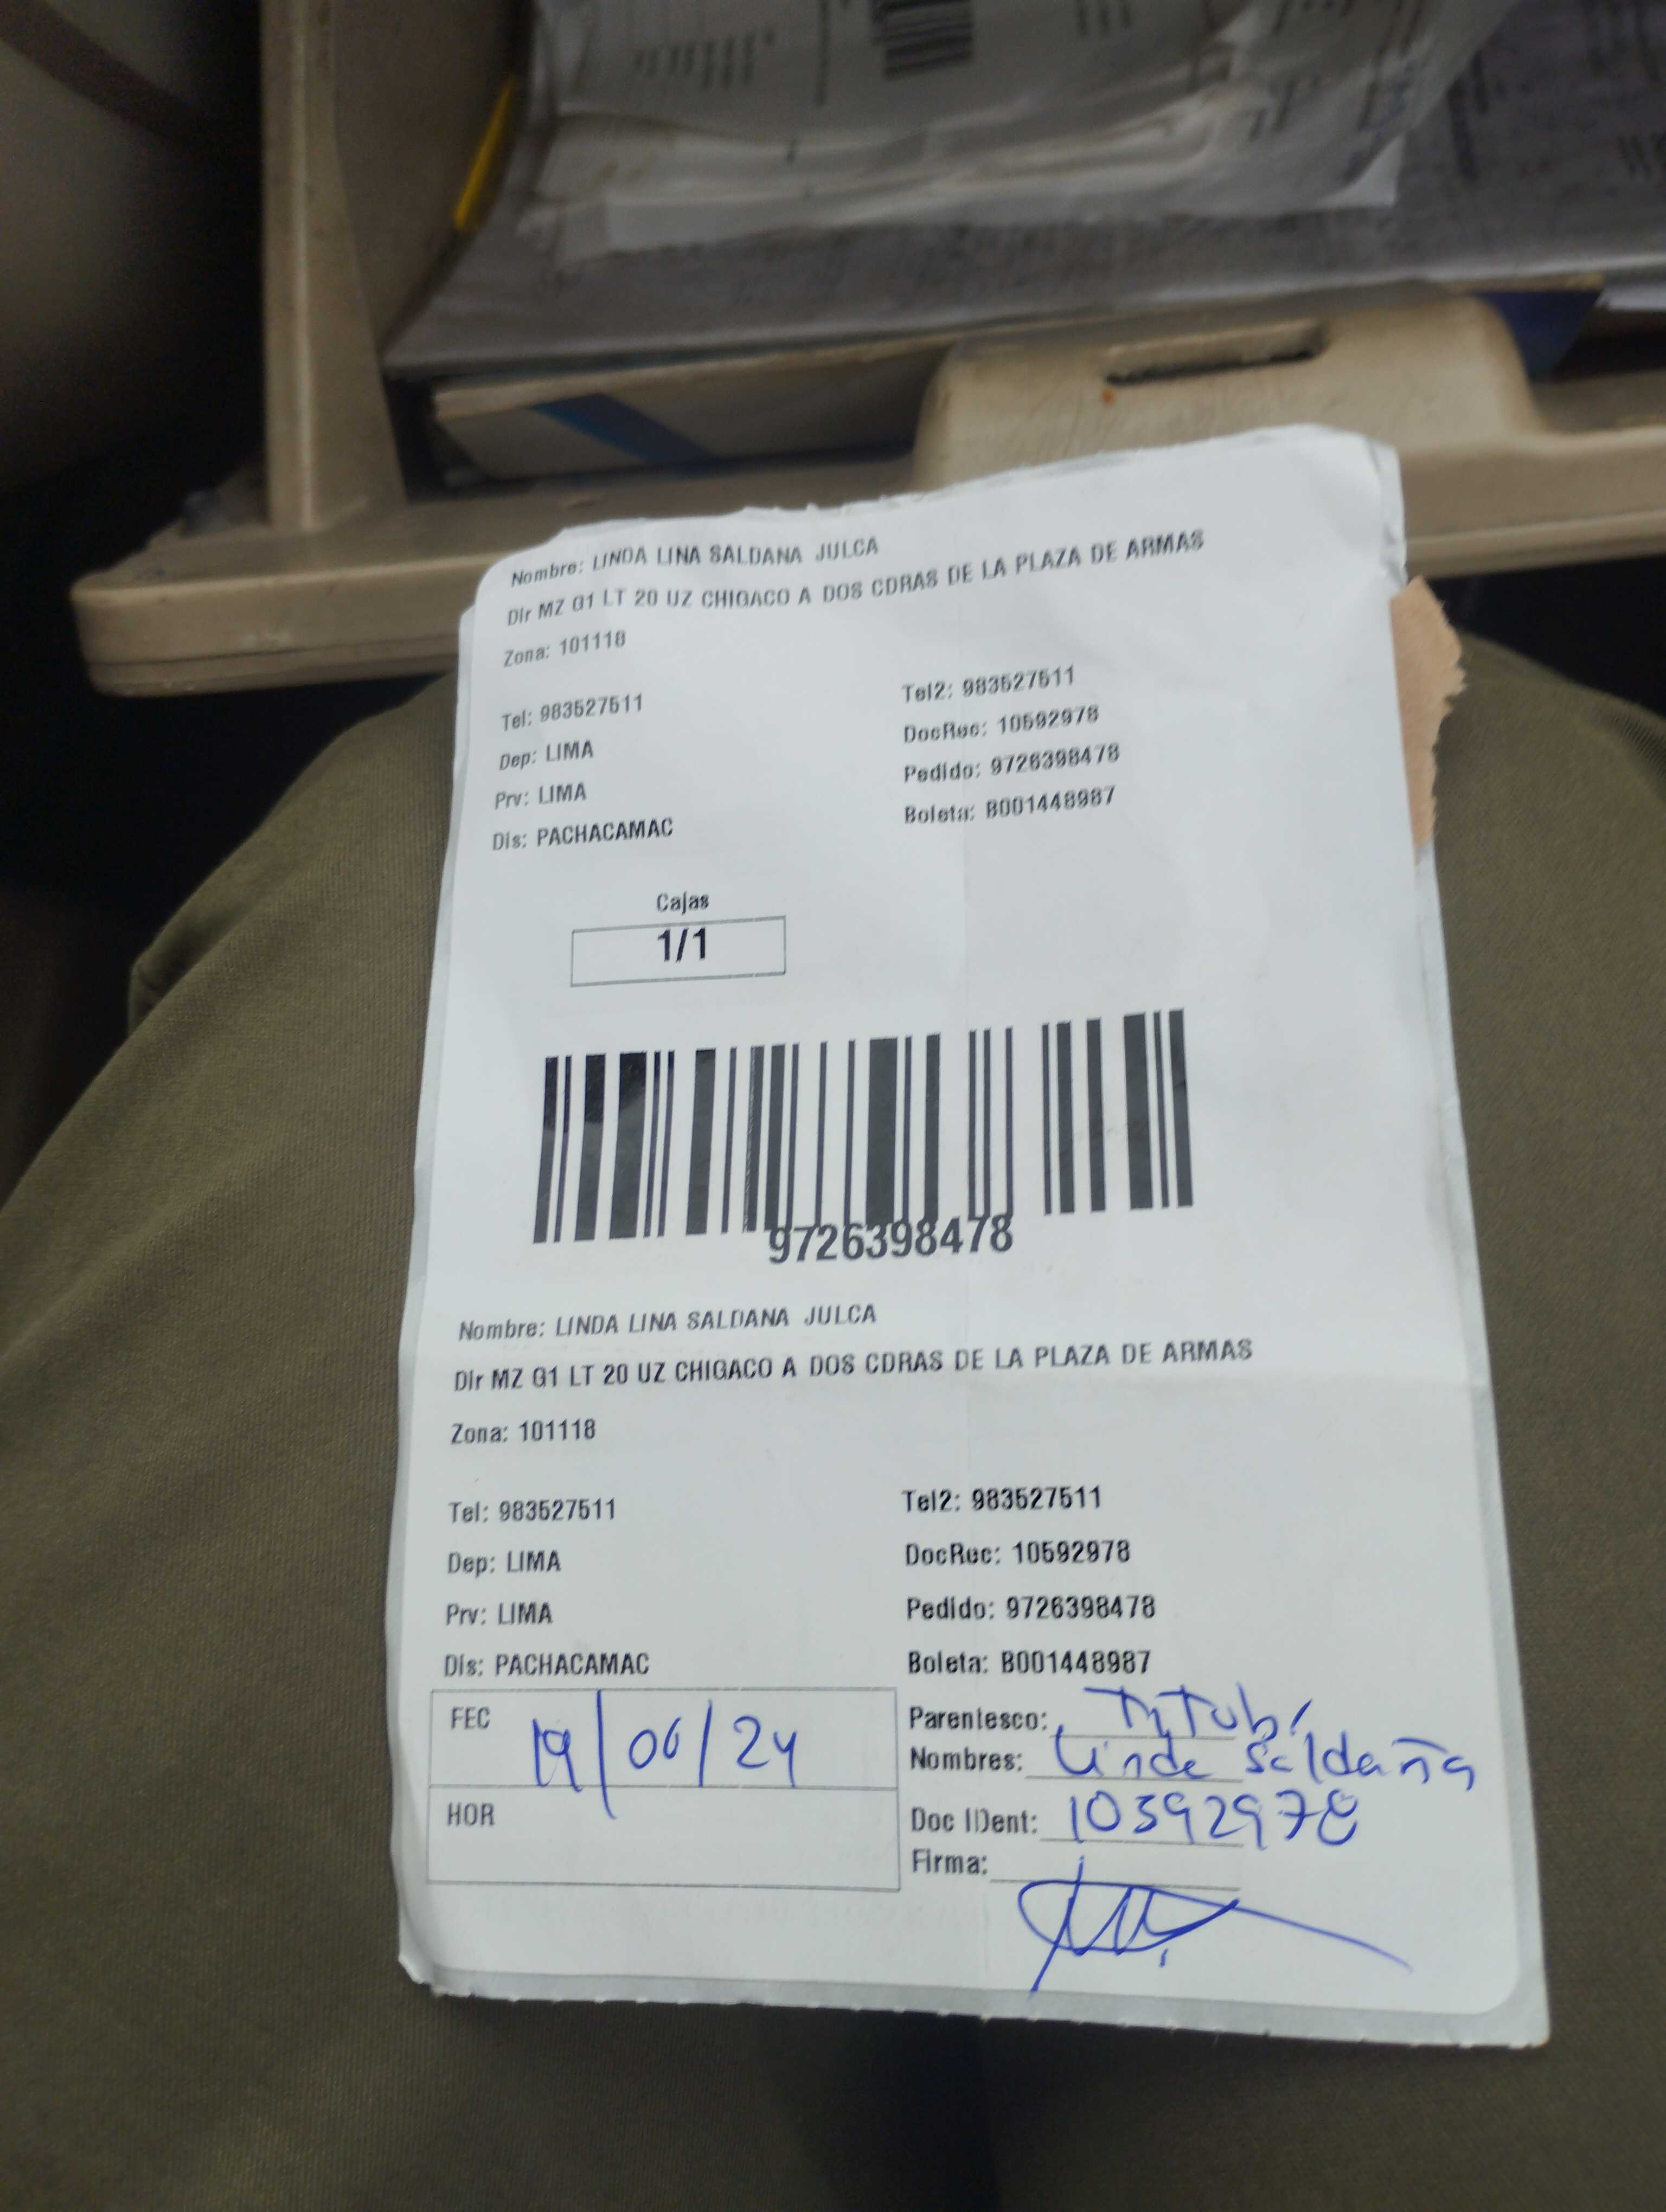 Nombre: LINDA LINA SALDANA JULCA
Dir MZ G1 LT 20 UZ CHIGACO A DOS CDRAS DE LA PLAZA DE ARMAS
Zona: 101118
Tel: 983527511 Tel2: 983527511
Dep: LIMA DocRec: 10592978
Prv: LIMA Pedido: 9726398478
Dis: PACHACAMAC Boleta: B001448987
Cajas
1/1
9726398478
Nombre: LINDA LINA SALDANA JULCA
Dir MZ G1 LT 20 UZ CHIGACO A DOS CDRAS DE LA PLAZA DE ARMAS
Zona: 101118
Tel: 983527511 Tel2: 983527511
Dep: LIMA DocRec: 10592978
Prv: LIMA Pedido: 9726398478
Dis: PACHACAMAC Boleta: B001448987
FEC 19/06/24 Parentesco:
Nombres: Linda Saldaña
HOR Doc IDent: 10592978
Firma: